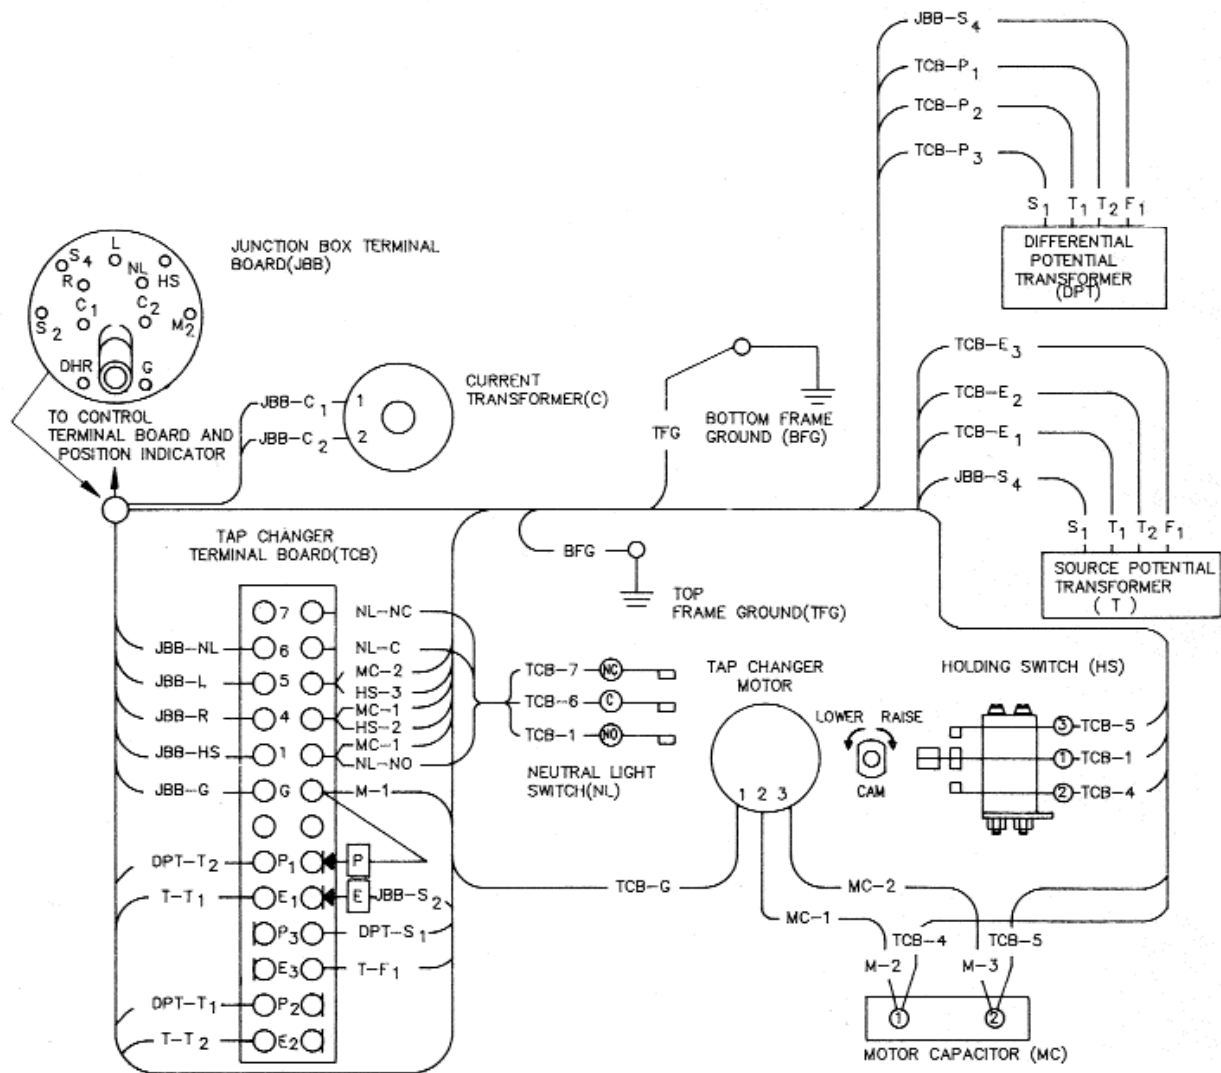 JBB-S4
TCB-P1
TCB-P2
TCB-P3
S1 T1 T2 F1
DIFFERENTIAL
POTENTIAL
TRANSFORMER
(DPT)
JUNCTION BOX TERMINAL
BOARD(JBB)
L
S4
NL
HS
R
C1
C2
S2
M2
DHR
G
TO CONTROL
TERMINAL BOARD AND
POSITION INDICATOR
JBB-C1
1
JBB-C2
2
CURRENT
TRANSFORMER(C)
TFG
BOTTOM FRAME
GROUND (BFG)
TCB-E3
TCB-E2
TCB-E1
JBB-S4
S1 T1 T2 F1
SOURCE POTENTIAL
TRANSFORMER
( T )
BFG
TOP
FRAME GROUND(TFG)
TAP CHANGER
TERMINAL BOARD(TCB)
7 NL-NC
JBB-NL 6 NL-C
JBB-L 5 MC-2
HS-3
JBB-R 4 MC-1
HS-2
JBB-HS 1 MC-1
NL-NO
JBB-G G M-1
DPT-T2 P1 P
T-T1 E1 E JBB-S2
P3 DPT-S1
E3 T-F1
DPT-T1 P2
T-T2 E2
TCB-7 NC
TCB-6 C
TCB-1 NO
NEUTRAL LIGHT
SWITCH(NL)
TAP CHANGER
MOTOR
1 2 3
LOWER RAISE
CAM
HOLDING SWITCH (HS)
3 TCB-5
1 TCB-1
2 TCB-4
TCB-G
MC-2
MC-1
TCB-4
TCB-5
M-2
M-3
1
2
MOTOR CAPACITOR (MC)